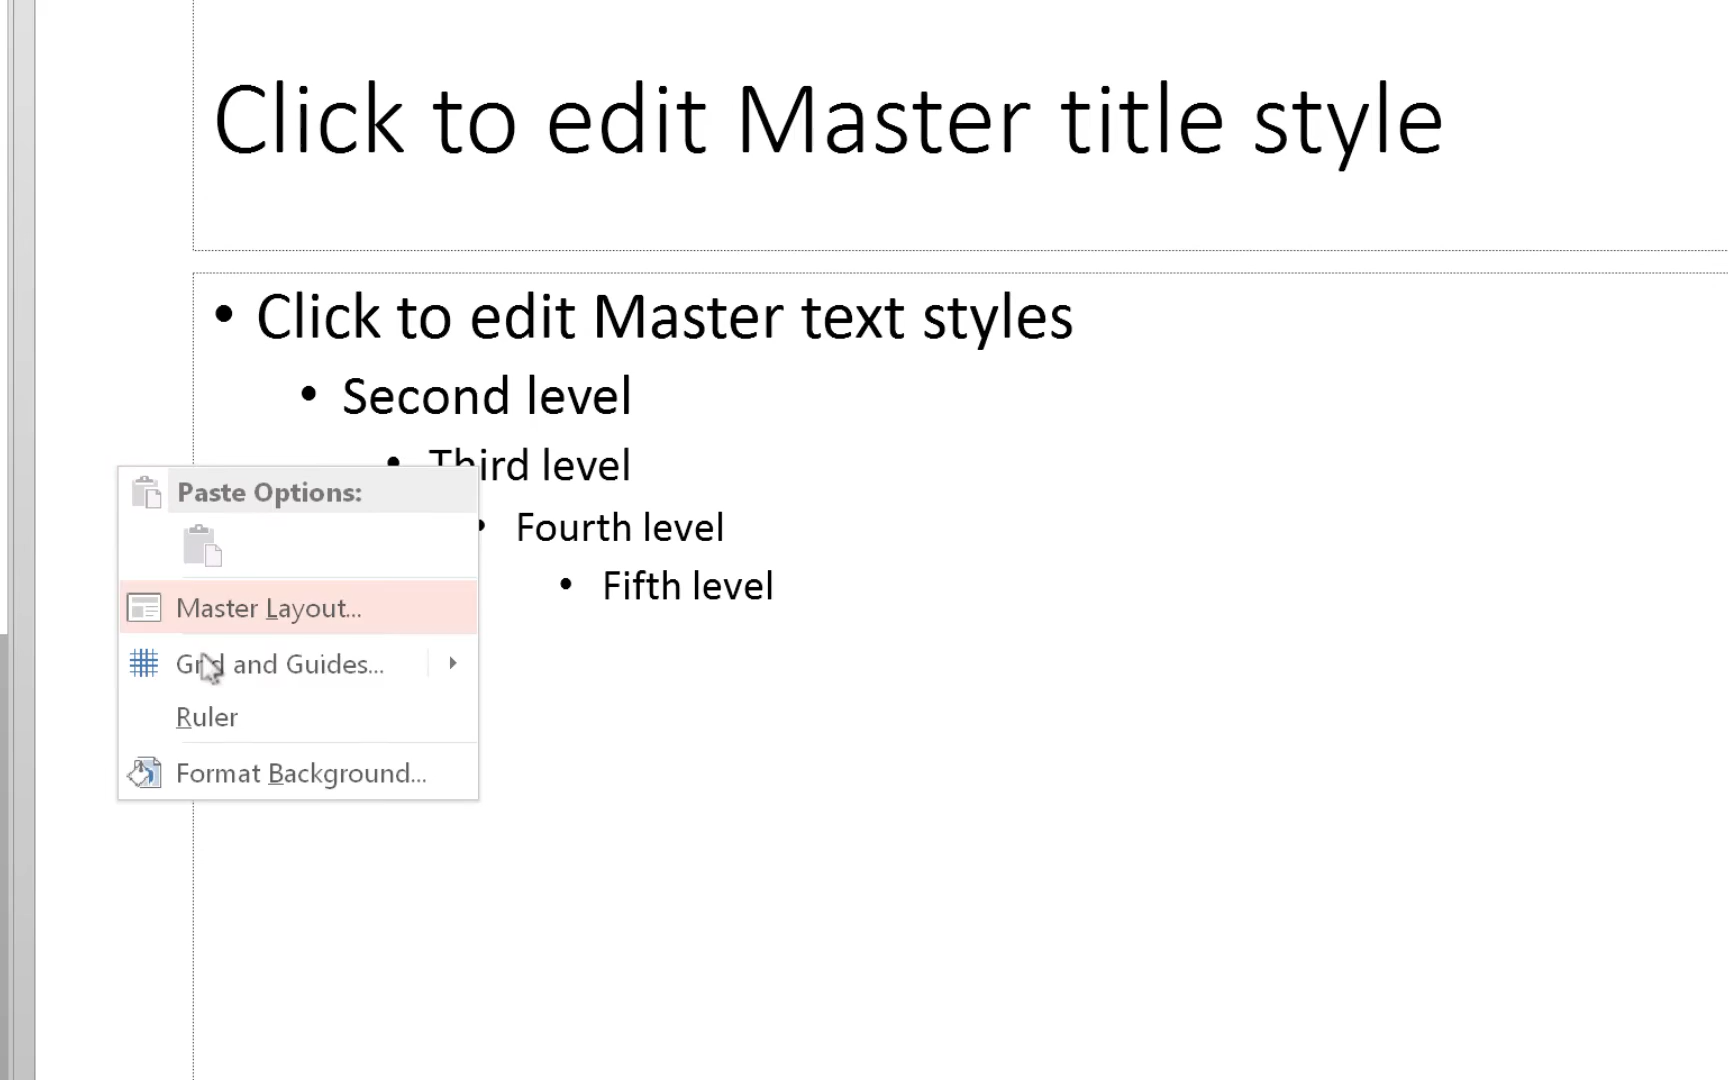 Click to edit Master title style
• Click to edit Master text styles
• Second level
• Third level
• Fourth level
• Fifth level
Paste Options:
Master Layout...
Grid and Guides...
Ruler
Format Background...